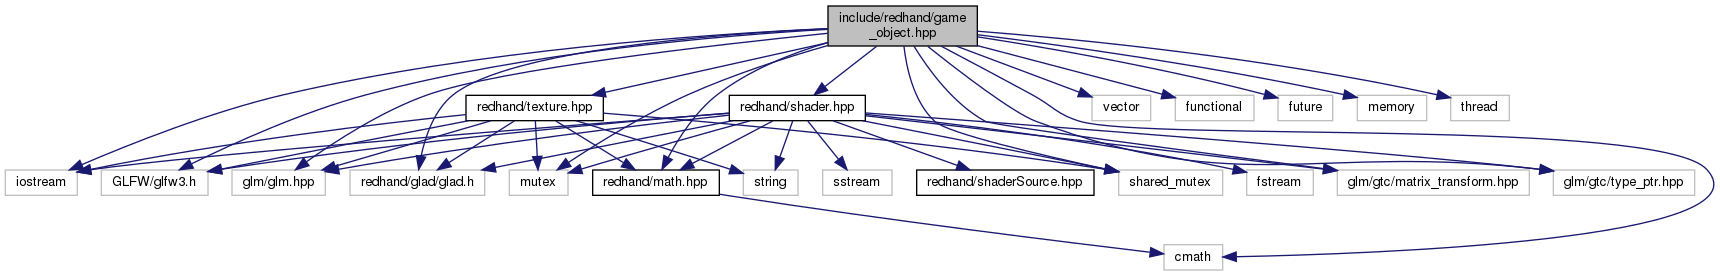 include/redhand/game
_object.hpp
redhand/texture.hpp
redhand/shader.hpp
vector
functional
future
memory
thread
iostream
GLFW/glfw3.h
glm/glm.hpp
redhand/glad/glad.h
mutex
redhand/math.hpp
string
sstream
redhand/shaderSource.hpp
shared_mutex
fstream
glm/gtc/matrix_transform.hpp
glm/gtc/type_ptr.hpp
cmath